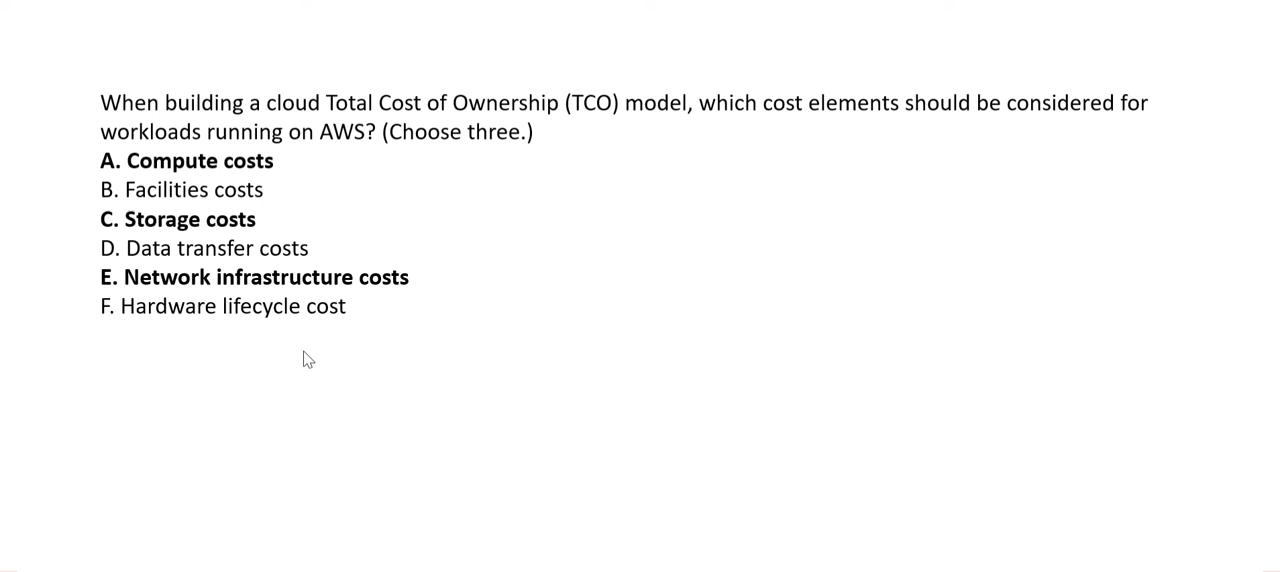 When building a cloud Total Cost of Ownership (TCO) model, which cost elements should be considered for
workloads running on AWS? (Choose three.)
A. Compute costs
B. Facilities costs
C. Storage costs
D. Data transfer costs
E. Network infrastructure costs
F. Hardware lifecycle cost